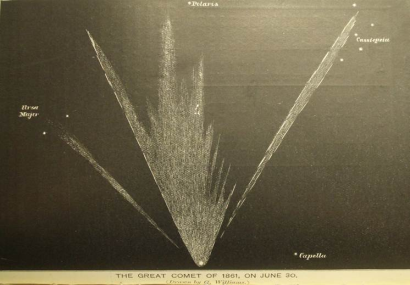 Polaris
Cassiopeia
Ursa
Major
Capella
THE GREAT COMET OF 1861, ON JUNE 30.
(Drawn by G. Williams.)